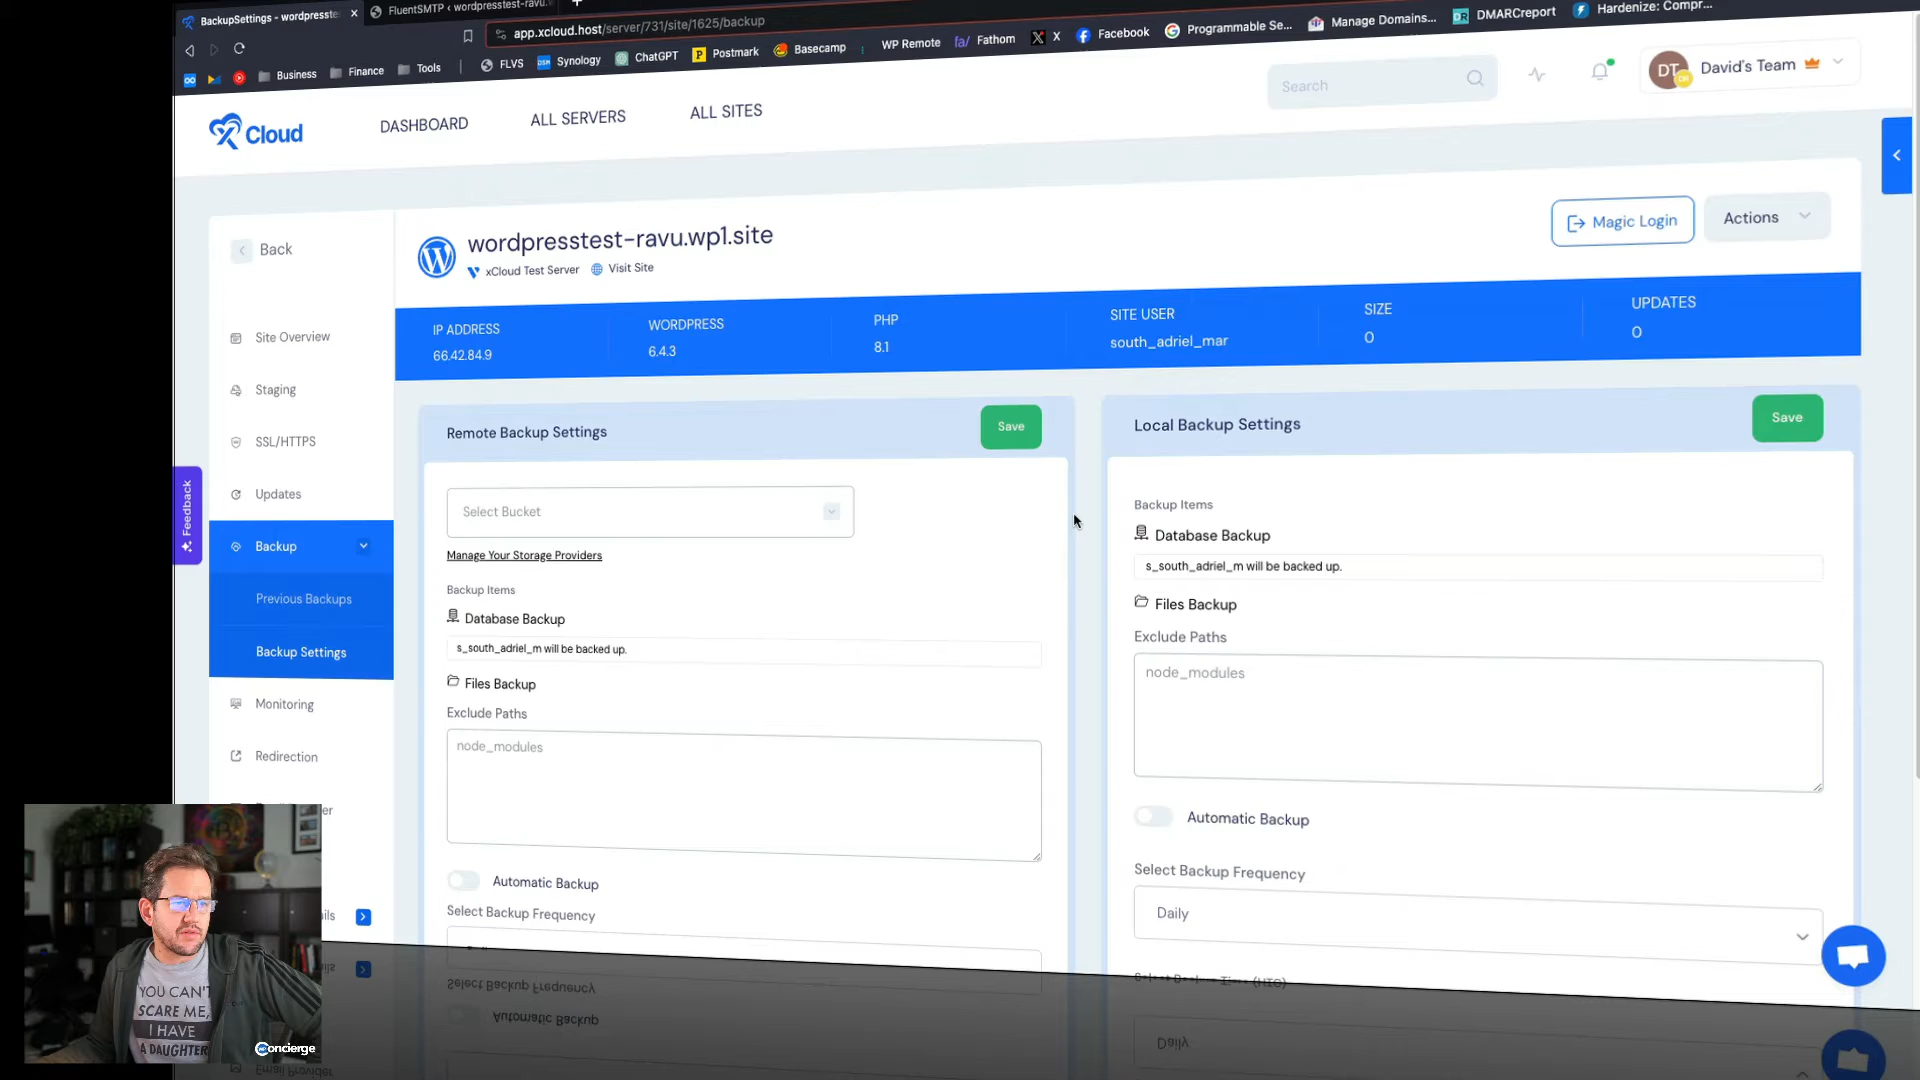 BackupSettings - wordpresste
FluentSMTP ‹ wordpresstest-ravu.
app.xcloud.host/server/731/site/1625/backup
Business
Finance
Tools
FLVS
Synology
ChatGPT
Postmark
Basecamp
WP Remote
Fathom
X
Facebook
Programmable Se...
Manage Domains...
DMARCreport
Hardenize: Compr...
xCloud
DASHBOARD
ALL SERVERS
ALL SITES
Search
DT
David's Team
Back
wordpresstest-ravu.wp1.site
xCloud Test Server
Visit Site
Magic Login
Actions
IP ADDRESS
66.42.84.9
WORDPRESS
6.4.3
PHP
8.1
SITE USER
south_adriel_mar
SIZE
0
UPDATES
0
Site Overview
Staging
SSL/HTTPS
Updates
Backup
Previous Backups
Backup Settings
Monitoring
Redirection
Feedback
Remote Backup Settings
Save
Select Bucket
Manage Your Storage Providers
Backup Items
Database Backup
s_south_adriel_m will be backed up.
Files Backup
Exclude Paths
node_modules
Automatic Backup
Select Backup Frequency
Local Backup Settings
Save
Backup Items
Database Backup
s_south_adriel_m will be backed up.
Files Backup
Exclude Paths
node_modules
Automatic Backup
Select Backup Frequency
Daily
YOU CAN'T
SCARE ME,
I HAVE
A DAUGHTER
Concierge